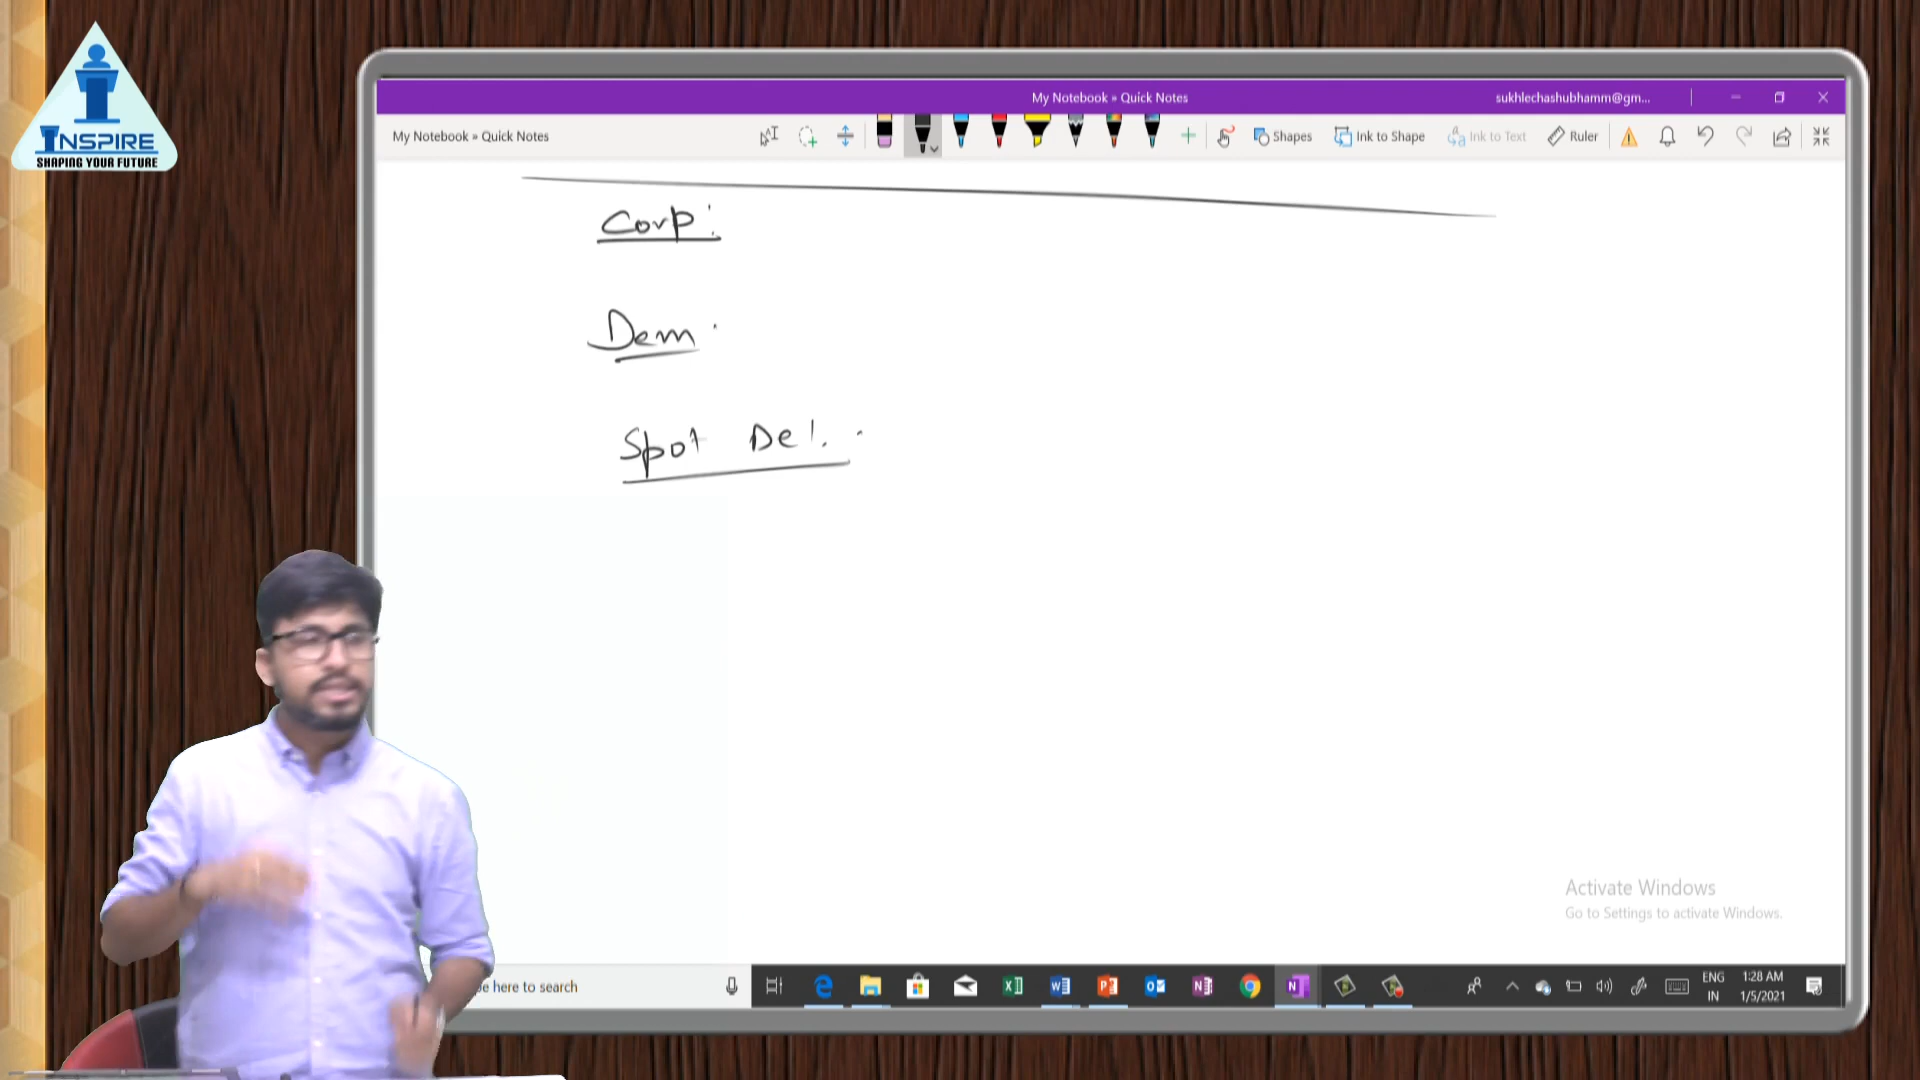 INSPIRE
SHAPING YOUR FUTURE
My Notebook » Quick Notes
sukhlechashubhamm@gm...
My Notebook » Quick Notes
Shapes
Ink to Shape
Ink to Text
Ruler
Corp:
Dem.
Spot Del. .
Activate Windows
Go to Settings to activate Windows.
pe here to search
ENG
IN
1:28 AM
1/5/2021